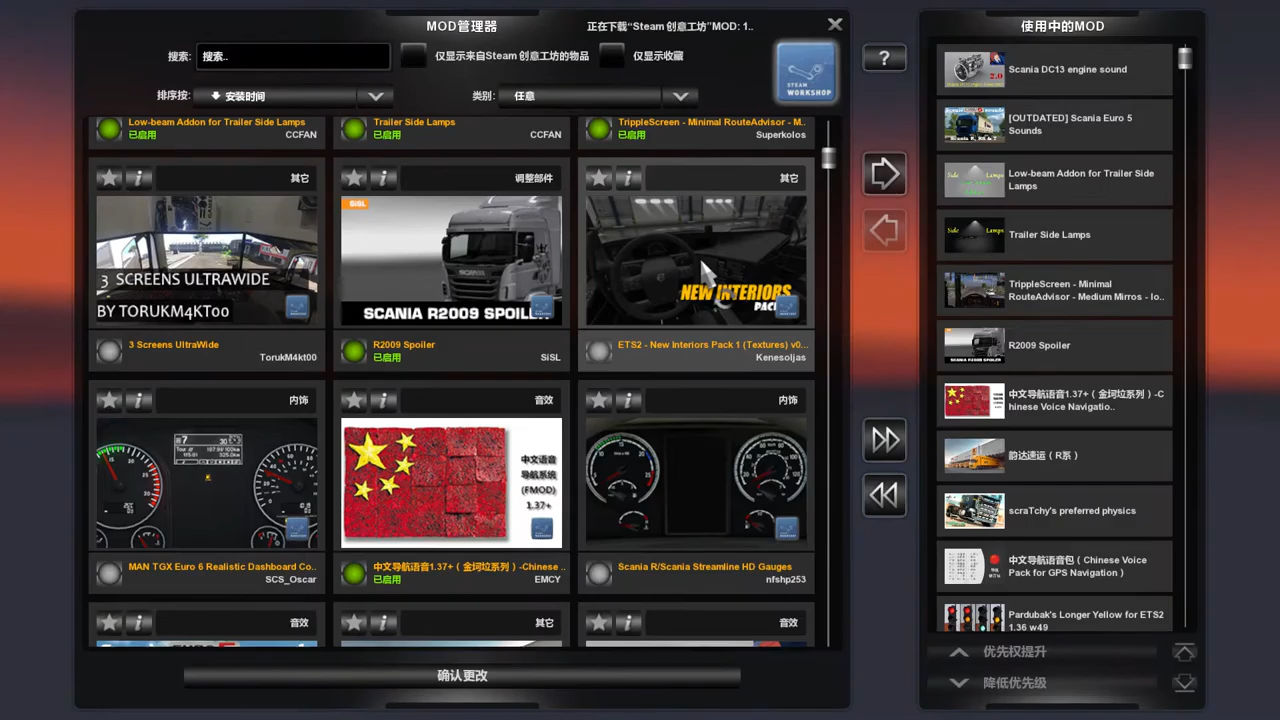 MOD管理器
正在下载“Steam 创意工坊”MOD: 1..
搜索:
搜索..
仅显示来自Steam 创意工坊的物品
仅显示收藏
排序按:
安装时间
类别:
任意
STEAM
WORKSHOP
Low-beam Addon for Trailer Side Lamps
已启用
CCFAN
Trailer Side Lamps
已启用
CCFAN
TrippleScreen - Minimal RouteAdvisor - M..
已启用
Superkolos
其它
3 SCREENS ULTRAWIDE
BY TORUKM4KT00
3 Screens UltraWide
TorukM4kt00
调整部件
SiSL
SCANIA R2009 SPOILER
R2009 Spoiler
已启用
SiSL
其它
NEW INTERIORS
PACK
ETS2 - New Interiors Pack 1 (Textures) v0...
Kenesoljas
内饰
MAN TGX Euro 6 Realistic Dashboard Co..
SCS_Oscar
音效
中文语音
导航系统
(FMOD)
1.37+
中文导航语音1.37+（金坷垃系列）-Chinese ..
已启用
EMCY
内饰
Scania R/Scania Streamline HD Gauges
nfshp253
音效
其它
音效
确认更改
?
使用中的MOD
2.0
Scania DC13 engine sound
[OUTDATED] Scania Euro 5
Sounds
Side Lamps
Low-beam Addon for Trailer Side
Lamps
Side Lamps
Trailer Side Lamps
TrippleScreen - Minimal
RouteAdvisor - Medium Mirros - lo..
R2009 Spoiler
中文导航语音1.37+（金坷垃系列）-C
hinese Voice Navigatio..
韵达速运（R系）
scraTchy's preferred physics
中文导航语音包（Chinese Voice
Pack for GPS Navigation）
Pardubak's Longer Yellow for ETS2
1.36 w49
优先权提升
降低优先级